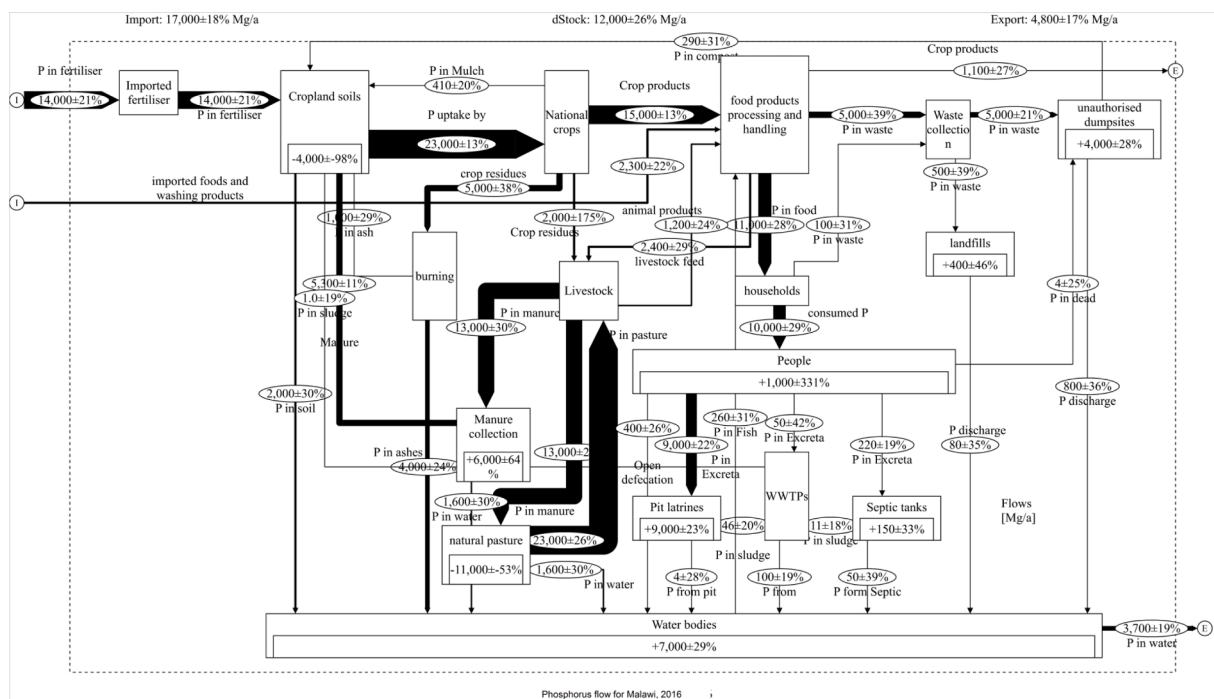 Import: 17,000±18% Mg/a
dStock: 12,000±26% Mg/a
Export: 4,800±17% Mg/a
290±31%
P in compost
Crop products
1,100±27%
E
P in fertiliser
I
14,000±21%
Imported
fertiliser
14,000±21%
P in fertiliser
Cropland soils
-4,000±-98%
P in Mulch
410±20%
P uptake by
23,000±13%
National
crops
Crop products
15,000±13%
food products
processing and
handling
5,000±39%
P in waste
Waste
collectio
n
5,000±21%
P in waste
unauthorised
dumpsites
+4,000±28%
imported foods and
washing products
I
2,300±22%
crop residues
5,000±38%
500±39%
P in waste
1,000±29%
P in ash
2,000±175%
Crop residues
animal products
1,200±24%
P in food
11,000±28%
100±31%
P in waste
landfills
+400±46%
burning
2,400±29%
livestock feed
5,300±11%
1.0±19%
P in sludge
Manure
Livestock
households
4±25%
P in dead
P in manure
13,000±30%
P in pasture
consumed P
10,000±29%
People
+1,000±331%
2,000±30%
P in soil
800±36%
P discharge
Manure
collection
+6,000±64
%
400±26%
260±31%
P in Fish
50±42%
P in Excreta
P discharge
80±35%
P in ashes
4,000±24%
13,000±2
9,000±22%
P in
Excreta
220±19%
P in Excreta
Open
defecation
1,600±30%
P in water
P in manure
Pit latrines
+9,000±23%
WWTPs
Septic tanks
+150±33%
Flows
[Mg/a]
natural pasture
-11,000±-53%
23,000±26%
46±20%
P in sludge
11±18%
P in sludge
1,600±30%
P in water
4±28%
P from pit
100±19%
P from
50±39%
P form Septic
Water bodies
+7,000±29%
3,700±19%
P in water
E
Phosphorus flow for Malawi, 2016